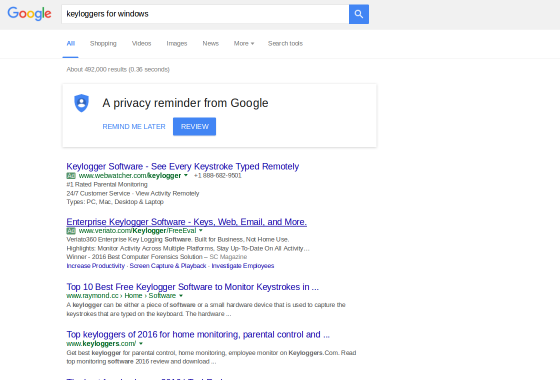 Google
keyloggers for windows
All Shopping Videos Images News More Search tools
About 492,000 results (0.36 seconds)
A privacy reminder from Google
REMIND ME LATER REVIEW
Keylogger Software - See Every Keystroke Typed Remotely
Ad www.webwatcher.com/keylogger +1 888-682-9501
#1 Rated Parental Monitoring
24/7 Customer Service · View Activity Remotely
Types: PC, Mac, Desktop & Laptop
Enterprise Keylogger Software - Keys, Web, Email, and More.
Ad www.veriato.com/Keylogger/FreeEval
Veriato360 Enterprise Key Logging Software. Built for Business, Not Home Use.
Highlights: Monitor Activity Across Multiple Platforms, Stay Up-To-Date On All Activity…
Winner - 2016 Best Computer Forensics Solution – SC Magazine
Increase Productivity · Screen Capture & Playback · Investigate Employees
Top 10 Best Free Keylogger Software to Monitor Keystrokes in ...
www.raymond.cc › Home › Software
A keylogger can be either a piece of software or a small hardware device that is used to capture the
keystrokes that are typed on the keyboard. The hardware ...
Top keyloggers of 2016 for home monitoring, parental control and ...
www.keyloggers.com/
Get best keylogger for parental control, home monitoring, employee monitor on Keyloggers.Com. Read
top monitoring software 2016 review and download ...